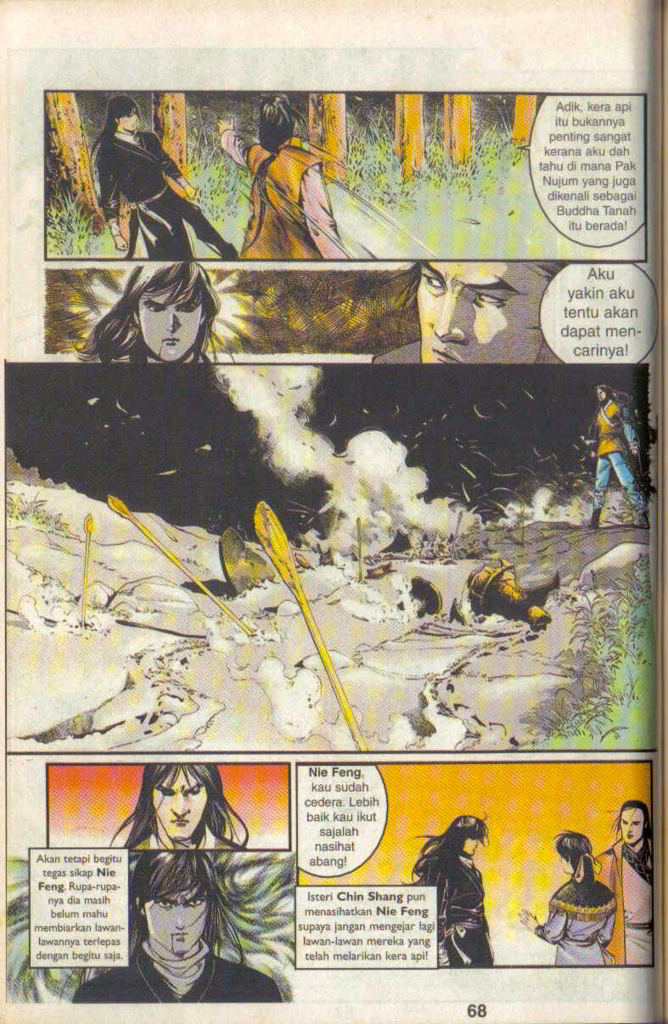 Adik, kera api
itu bukannya
penting sangat
kerana aku dah
tahu di mana Pak
Nujum yang juga
dikenali sebagai
Buddha Tanah
itu berada!
Aku
yakin aku
tentu akan
dapat men-
carinya!
Akan tetapi begitu
tegas sikap Nie
Feng. Rupa-rupa-
nya dia masih
belum mahu
membiarkan lawan-
lawannya terlepas
dengan begitu saja.
Nie Feng,
kau sudah
cedera. Lebih
baik kau ikut
sajalah
nasihat
abang!
Isteri Chin Shang pun
menasihatkan Nie Feng
supaya jangan mengejar lagi
lawan-lawan mereka yang
telah melarikan kera api!
68